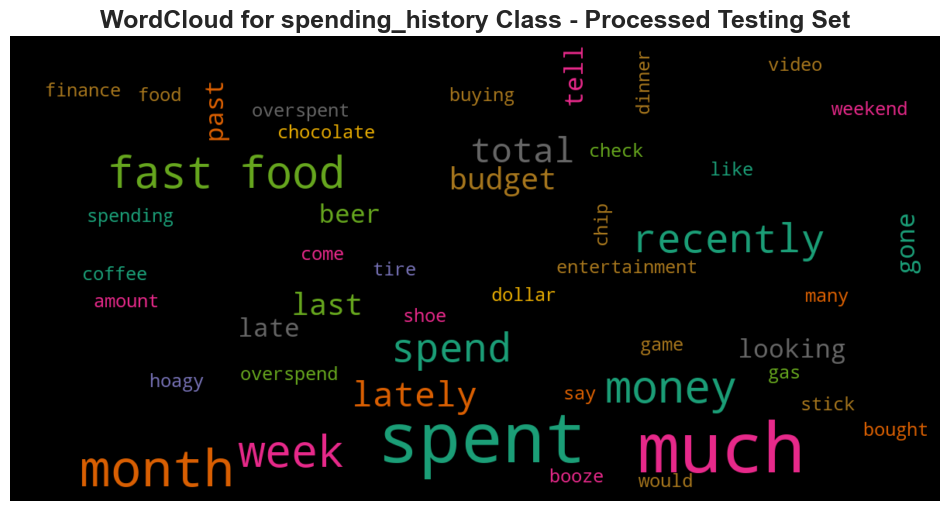 WordCloud for spending_history Class - Processed Testing Set
video
tell
dinner
finance
food
past
overspent
buying
weekend
chocolate
total
check
fast food
budget
like
spending
beer
chip
recently
gone
come
tire
entertainment
coffee
amount
last
dollar
many
shoe
late
spend
game
looking
hoagy
overspend
gas
lately
say
money
stick
spent
bought
month
week
much
booze
would